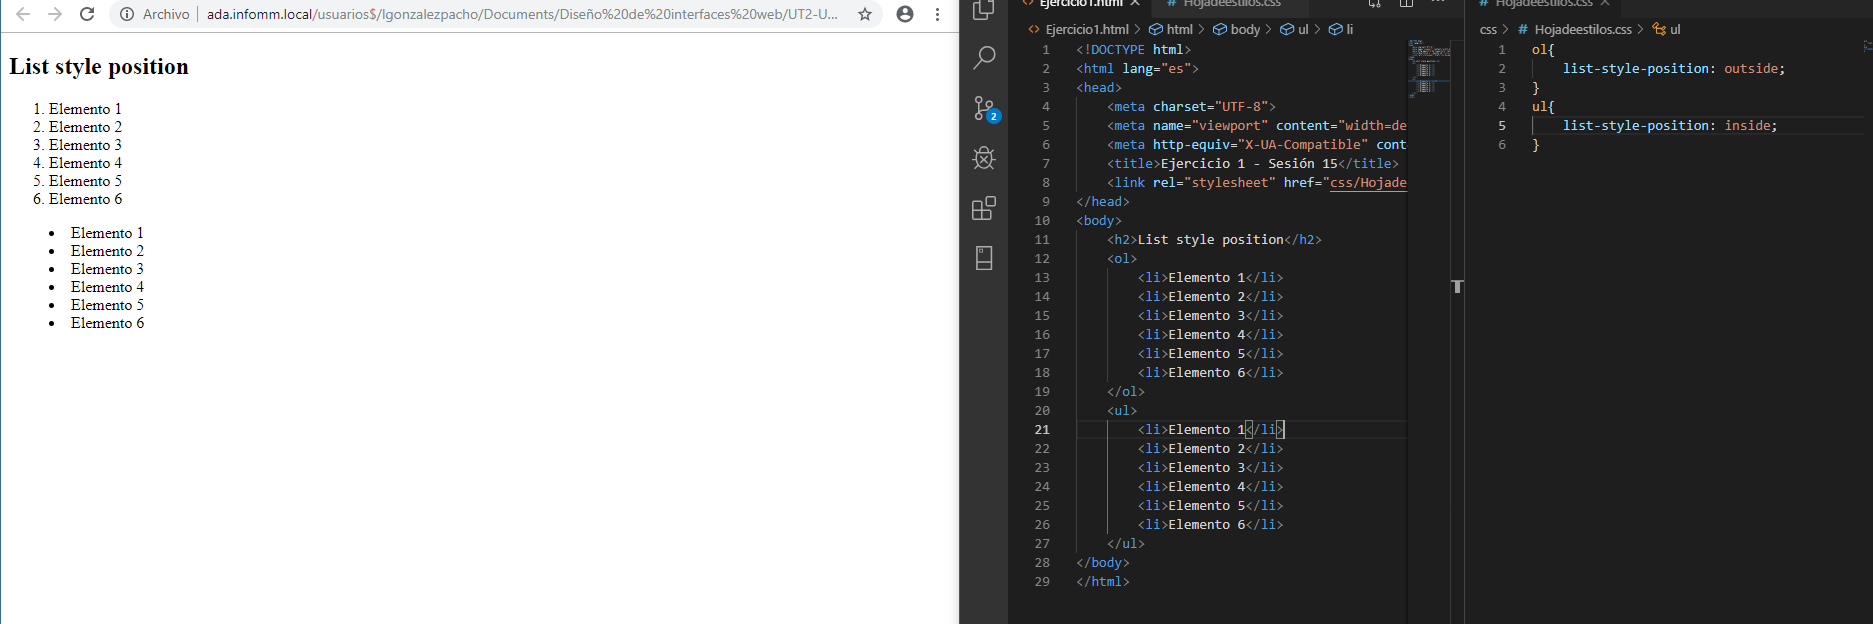 Archivo | ada.infomm.local/usuarios$/lgonzalezpacho/Documents/Diseño%20de%20interfaces%20web/UT2-U...
List style position
1. Elemento 1
2. Elemento 2
3. Elemento 3
4. Elemento 4
5. Elemento 5
6. Elemento 6
• Elemento 1
• Elemento 2
• Elemento 3
• Elemento 4
• Elemento 5
• Elemento 6
2
Ejercicio1.html
Hojadeestilos.css
Ejercicio1.html > html > body > ul > li
1 <!DOCTYPE html>
2 <html lang="es">
3 <head>
4 <meta charset="UTF-8">
5 <meta name="viewport" content="width=de
6 <meta http-equiv="X-UA-Compatible" cont
7 <title>Ejercicio 1 - Sesión 15</title>
8 <link rel="stylesheet" href="css/Hojade
9 </head>
10 <body>
11 <h2>List style position</h2>
12 <ol>
13 <li>Elemento 1</li>
14 <li>Elemento 2</li>
15 <li>Elemento 3</li>
16 <li>Elemento 4</li>
17 <li>Elemento 5</li>
18 <li>Elemento 6</li>
19 </ol>
20 <ul>
21 <li>Elemento 1</li>
22 <li>Elemento 2</li>
23 <li>Elemento 3</li>
24 <li>Elemento 4</li>
25 <li>Elemento 5</li>
26 <li>Elemento 6</li>
27 </ul>
28 </body>
29 </html>
Hojadeestilos.css
css > # Hojadeestilos.css > ul
1 ol{
2 list-style-position: outside;
3 }
4 ul{
5 list-style-position: inside;
6 }